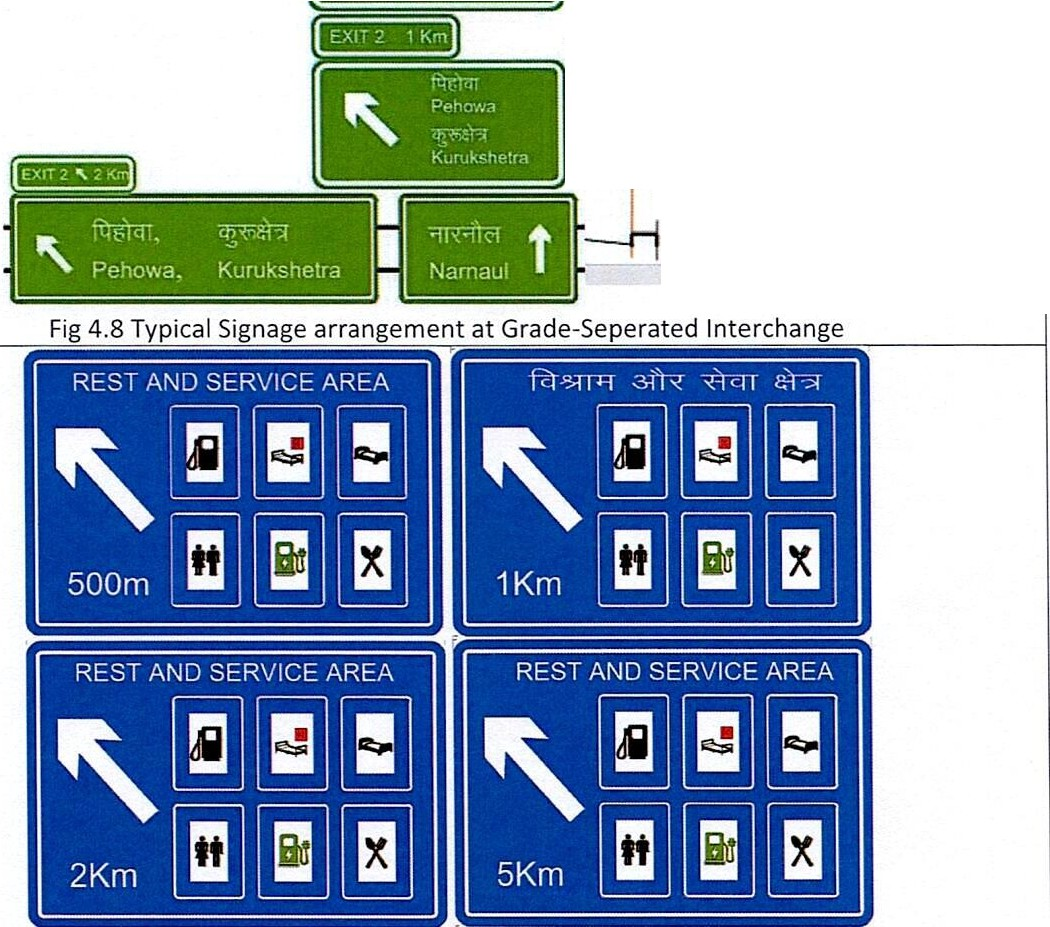 EXIT 2 1 Km
पिहोवा
Pehowa
कुरूक्षेत्र
Kurukshetra
EXIT 2 2 Km
पिहोवा, कुरूक्षेत्र
Pehowa, Kurukshetra
नारनौल
Narnaul
Fig 4.8 Typical Signage arrangement at Grade-Seperated Interchange
REST AND SERVICE AREA
500m
विश्राम और सेवा क्षेत्र
1Km
REST AND SERVICE AREA
2Km
REST AND SERVICE AREA
5Km